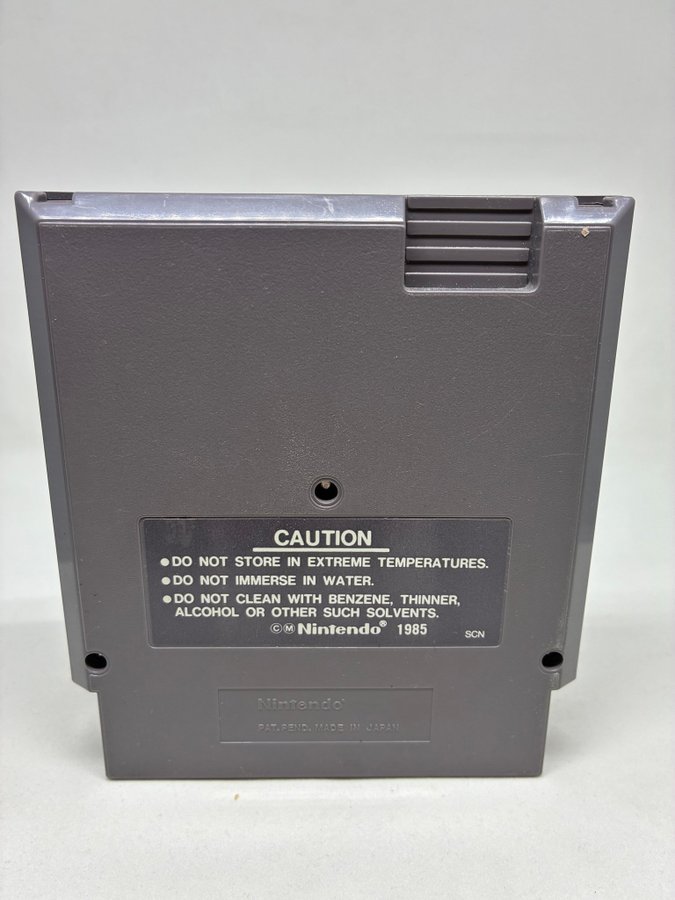 CAUTION
●DO NOT STORE IN EXTREME TEMPERATURES.
●DO NOT IMMERSE IN WATER.
●DO NOT CLEAN WITH BENZENE, THINNER,
ALCOHOL OR OTHER SUCH SOLVENTS.
©Ⓜ Nintendo® 1985 SCN
Nintendo®
PAT. PEND. MADE IN JAPAN